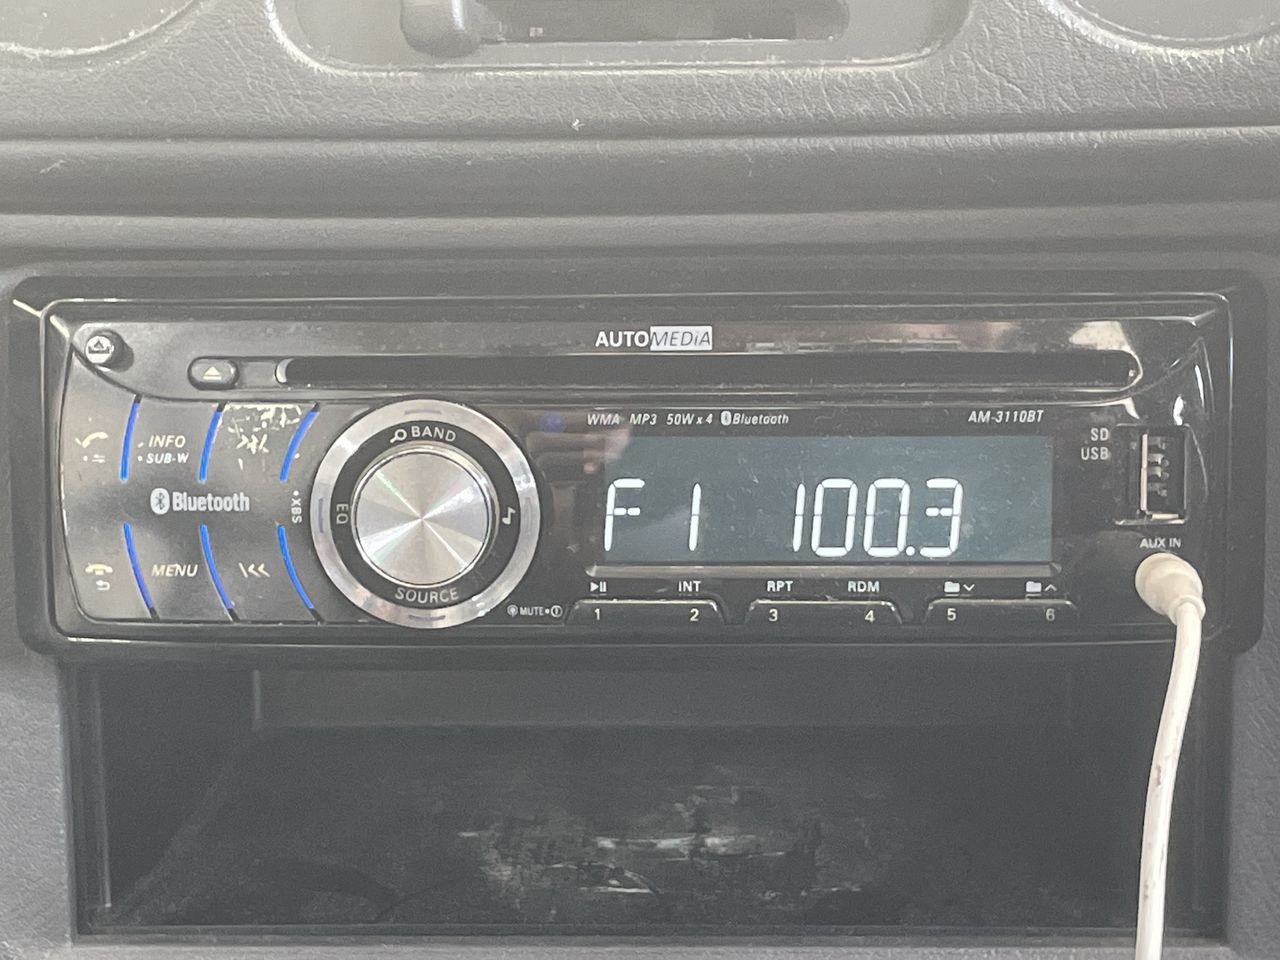 AUTOMEDiA
WMA MP3 50W x 4 Bluetooth AM-3110BT
INFO
SUB-W
BAND
SD
USB
Bluetooth
XBS
EQ
F1 100.3
AUX IN
MENU
SOURCE
INT RPT RDM
MUTE
1 2 3 4 5 6